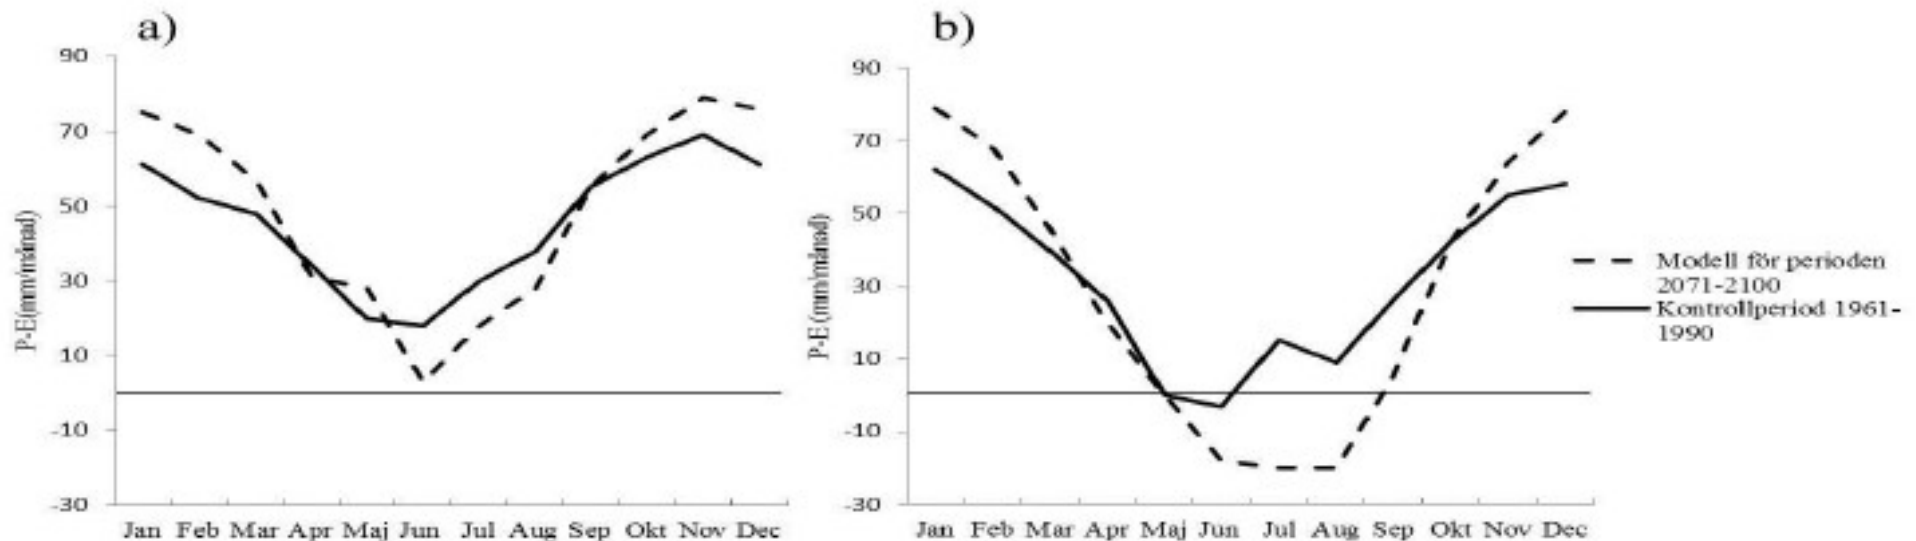 a)
90
70
50
30
10
-10
-30
P-E (mm/månad)
Jan Feb Mar Apr Maj Jun Jul Aug Sep Okt Nov Dec
b)
90
70
50
30
10
-10
-30
P-E (mm/månad)
Jan Feb Mar Apr Maj Jun Jul Aug Sep Okt Nov Dec
Modell för perioden
2071-2100
Kontrollperiod 1961-
1990